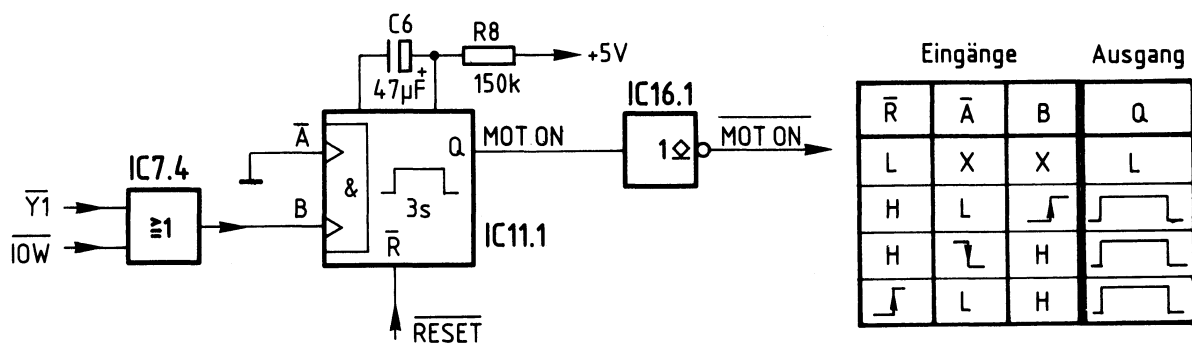 C6
R8
+5V
+
47µF
150k
IC7.4
Y1
IOW
≧1
A
B
&
3s
R
Q
IC11.1
RESET
MOT ON
IC16.1
1
MOT ON
Eingänge Ausgang
R A B Q
L X X L
H L
H H
L H